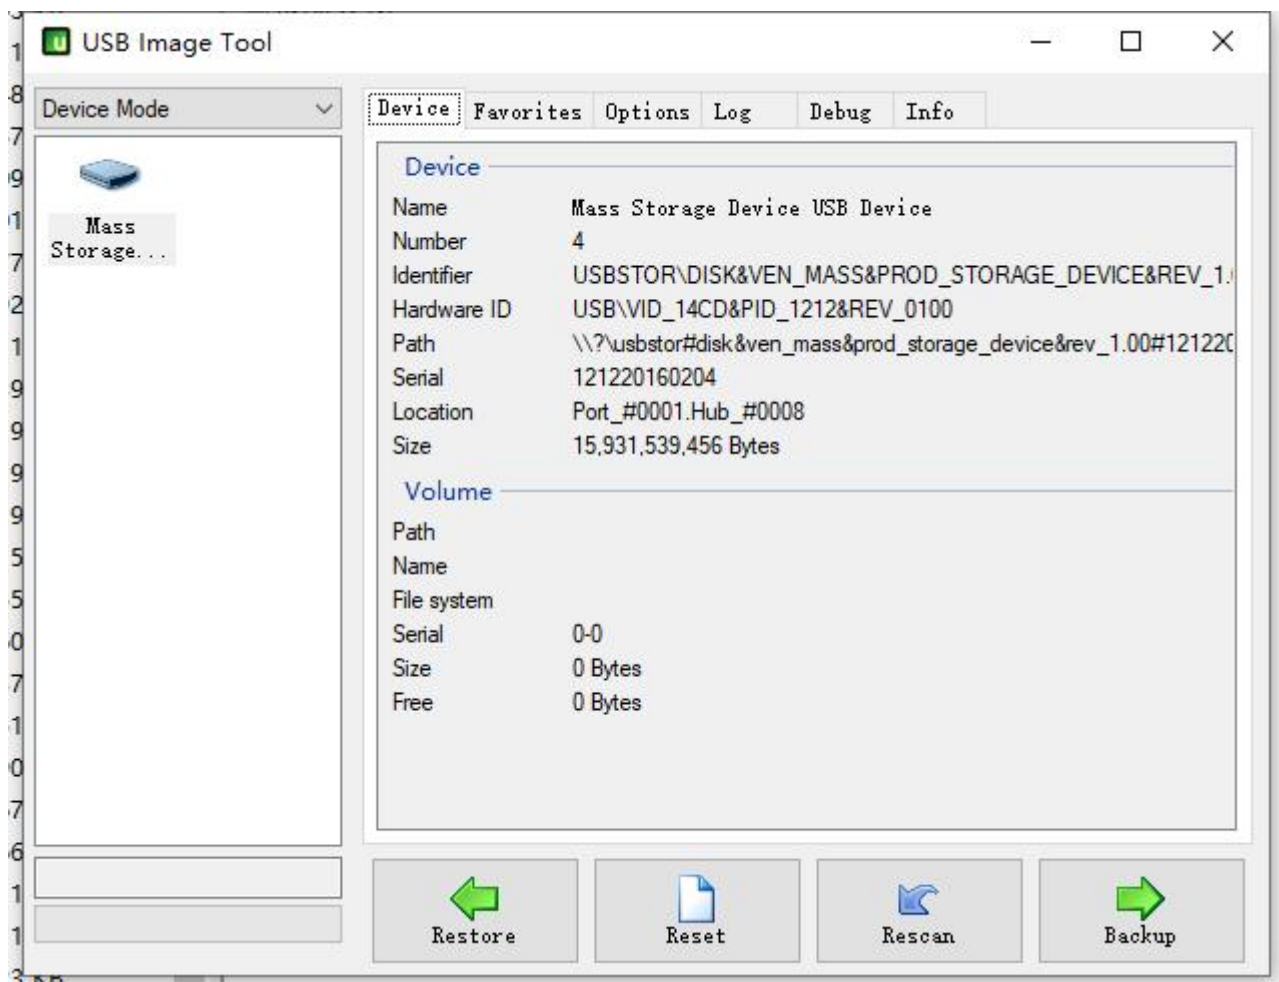 USB Image Tool
Device Mode
Mass
Storage...
Device Favorites Options Log Debug Info
Device
Name Mass Storage Device USB Device
Number 4
Identifier USBSTOR\DISK&VEN_MASS&PROD_STORAGE_DEVICE&REV_1.
Hardware ID USB\VID_14CD&PID_1212&REV_0100
Path \\?\usbstor#disk&ven_mass&prod_storage_device&rev_1.00#121220
Serial 121220160204
Location Port_#0001.Hub_#0008
Size 15,931,539,456 Bytes
Volume
Path
Name
File system
Serial 0-0
Size 0 Bytes
Free 0 Bytes
Restore Reset Rescan Backup